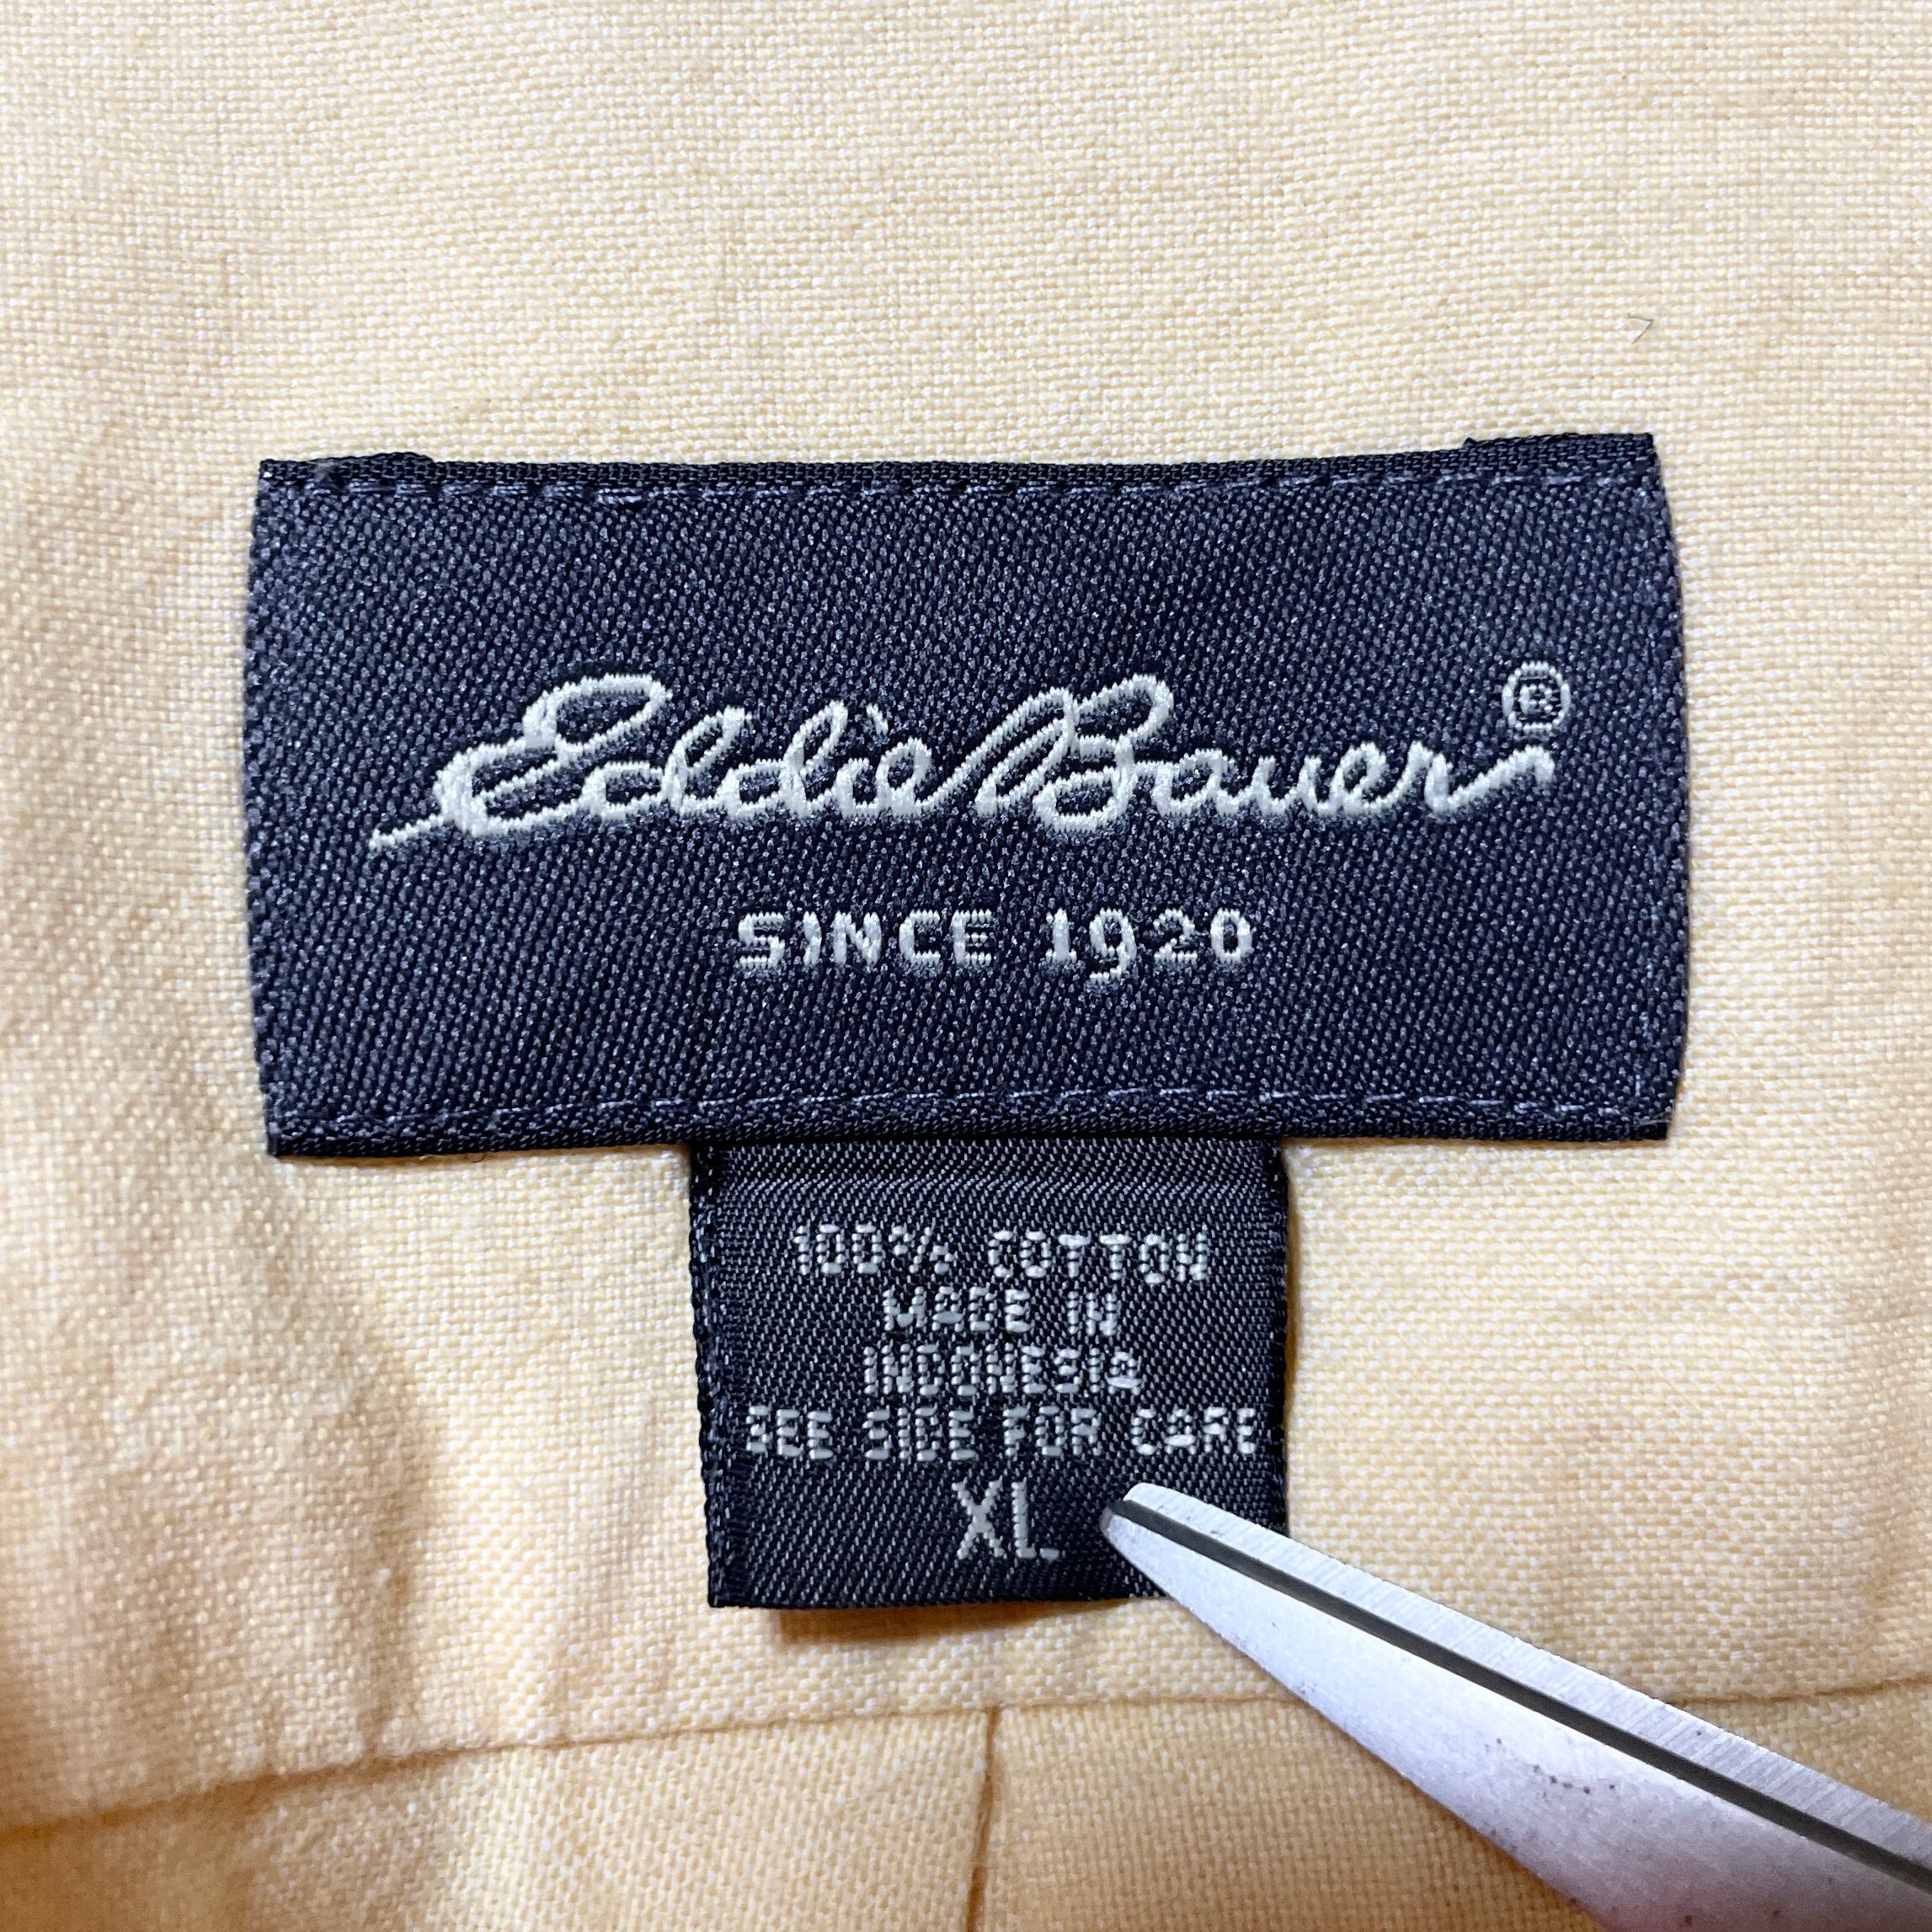 Eddie Bauer®
SINCE 1920
100% COTTON
MADE IN
INDONESIA
SEE SIDE FOR CARE
XL